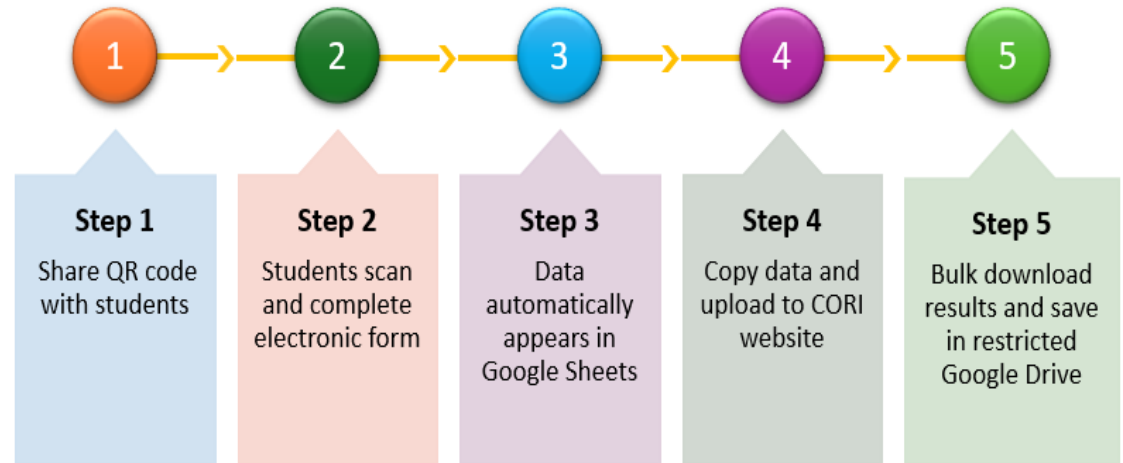 1
2
3
4
5
Step 1
Share QR code
with students
Step 2
Students scan
and complete
electronic form
Step 3
Data
automatically
appears in
Google Sheets
Step 4
Copy data and
upload to CORI
website
Step 5
Bulk download
results and save
in restricted
Google Drive